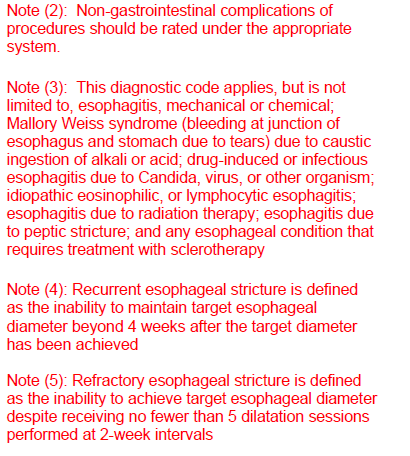 Note (2):  Non-gastrointestinal complications of
procedures should be rated under the appropriate
system.
Note (3):  This diagnostic code applies, but is not
limited to, esophagitis, mechanical or chemical;
Mallory Weiss syndrome (bleeding at junction of
esophagus and stomach due to tears) due to caustic
ingestion of alkali or acid; drug-induced or infectious
esophagitis due to Candida, virus, or other organism;
idiopathic eosinophilic, or lymphocytic esophagitis;
esophagitis due to radiation therapy; esophagitis due
to peptic stricture; and any esophageal condition that
requires treatment with sclerotherapy
Note (4): Recurrent esophageal stricture is defined
as the inability to maintain target esophageal
diameter beyond 4 weeks after the target diameter
has been achieved
Note (5): Refractory esophageal stricture is defined
as the inability to achieve target esophageal diameter
despite receiving no fewer than 5 dilatation sessions
performed at 2-week intervals